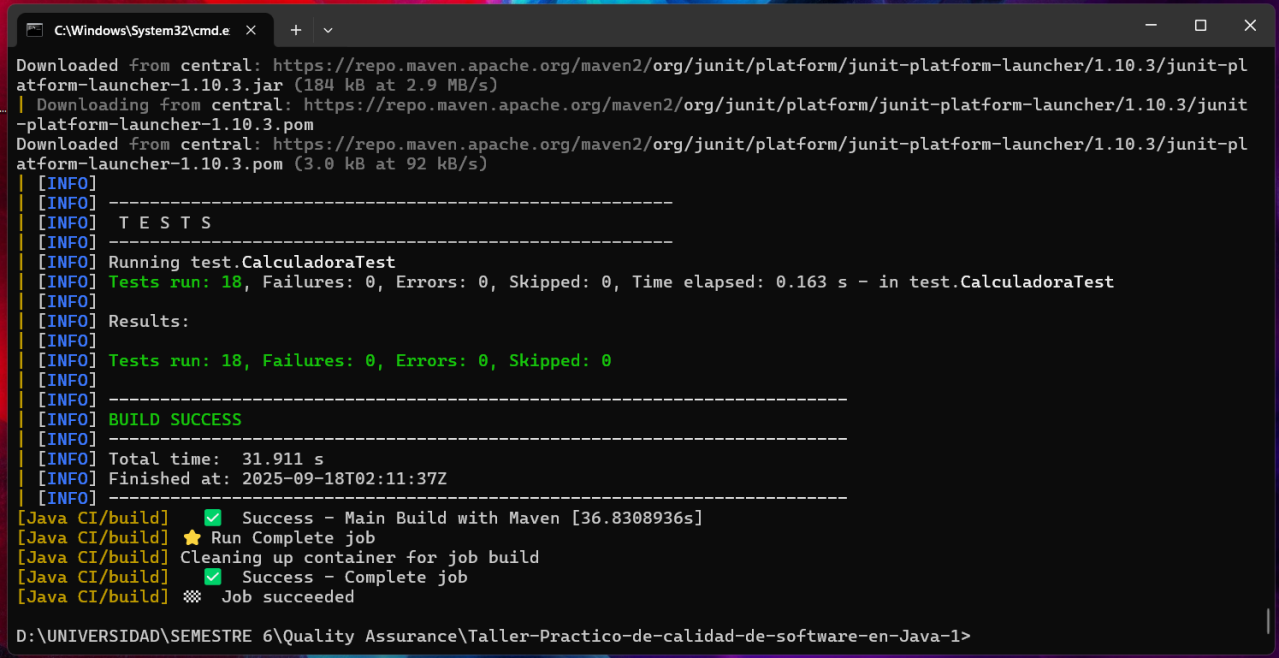 C:\Windows\System32\cmd.e
Downloaded from central: https://repo.maven.apache.org/maven2/org/junit/platform/junit-platform-launcher/1.10.3/junit-pl
atform-launcher-1.10.3.jar (184 kB at 2.9 MB/s)
| Downloading from central: https://repo.maven.apache.org/maven2/org/junit/platform/junit-platform-launcher/1.10.3/junit
-platform-launcher-1.10.3.pom
Downloaded from central: https://repo.maven.apache.org/maven2/org/junit/platform/junit-platform-launcher/1.10.3/junit-pl
atform-launcher-1.10.3.pom (3.0 kB at 92 kB/s)
| [INFO]
| [INFO] -------------------------------------------------------
| [INFO]  T E S T S
| [INFO] -------------------------------------------------------
| [INFO] Running test.CalculadoraTest
| [INFO] Tests run: 18, Failures: 0, Errors: 0, Skipped: 0, Time elapsed: 0.163 s - in test.CalculadoraTest
| [INFO]
| [INFO] Results:
| [INFO]
| [INFO] Tests run: 18, Failures: 0, Errors: 0, Skipped: 0
| [INFO]
| [INFO] ------------------------------------------------------------------------
| [INFO] BUILD SUCCESS
| [INFO] ------------------------------------------------------------------------
| [INFO] Total time:  31.911 s
| [INFO] Finished at: 2025-09-18T02:11:37Z
| [INFO] ------------------------------------------------------------------------
[Java CI/build]   ✅  Success - Main Build with Maven [36.8308936s]
[Java CI/build] ⭐ Run Complete job
[Java CI/build] Cleaning up container for job build
[Java CI/build]   ✅  Success - Complete job
[Java CI/build] 🏁  Job succeeded
D:\UNIVERSIDAD\SEMESTRE 6\Quality Assurance\Taller-Practico-de-calidad-de-software-en-Java-1>